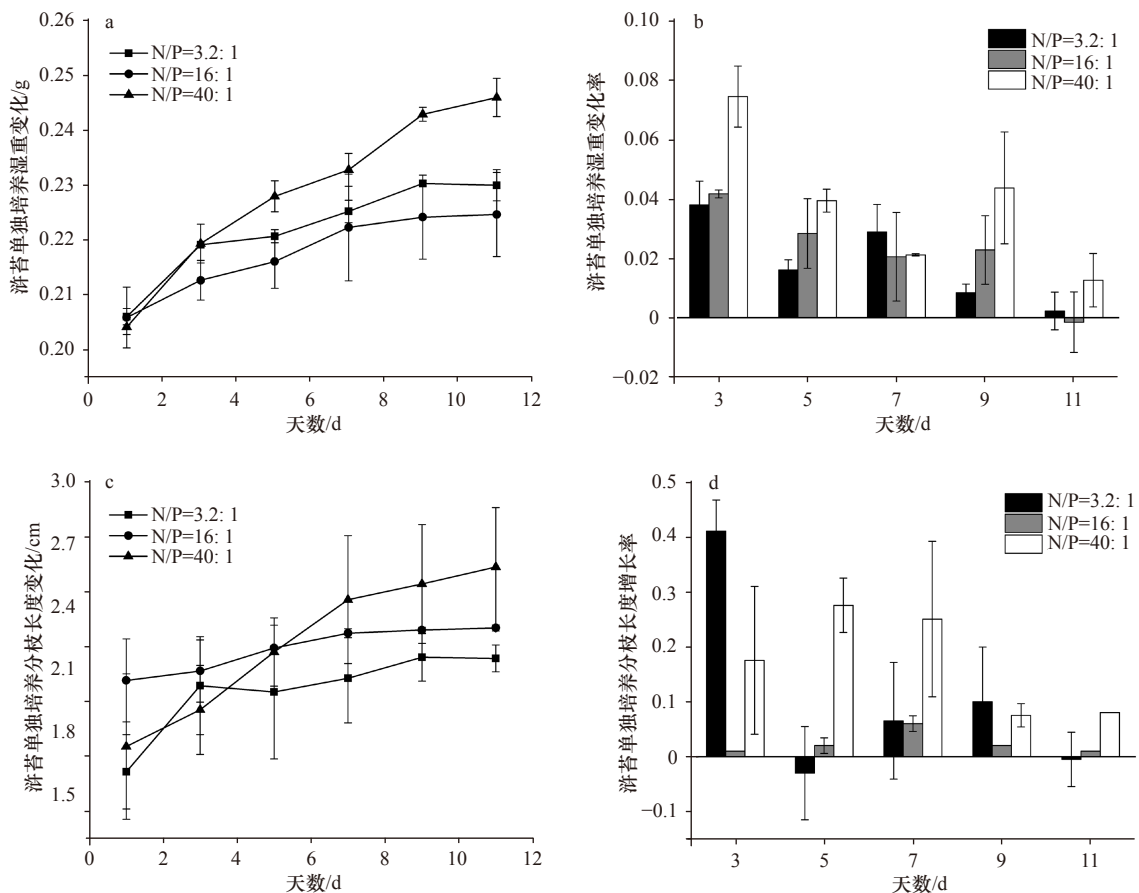 a
N/P=3.2: 1
N/P=16: 1
N/P=40: 1
浒苔单独培养湿重变化/g
0.26
0.25
0.24
0.23
0.22
0.21
0.20
0 2 4 6 8 10 12
天数/d
b
N/P=3.2: 1
N/P=16: 1
N/P=40: 1
浒苔单独培养湿重变化率
0.10
0.08
0.06
0.04
0.02
0
−0.02
3 5 7 9 11
天数/d
c
N/P=3.2: 1
N/P=16: 1
N/P=40: 1
浒苔单独培养分枝长度变化/cm
3.0
2.7
2.4
2.1
1.8
1.5
0 2 4 6 8 10 12
天数/d
d
N/P=3.2: 1
N/P=16: 1
N/P=40: 1
浒苔单独培养分枝长度增长率
0.5
0.4
0.3
0.2
0.1
0
−0.1
3 5 7 9 11
天数/d